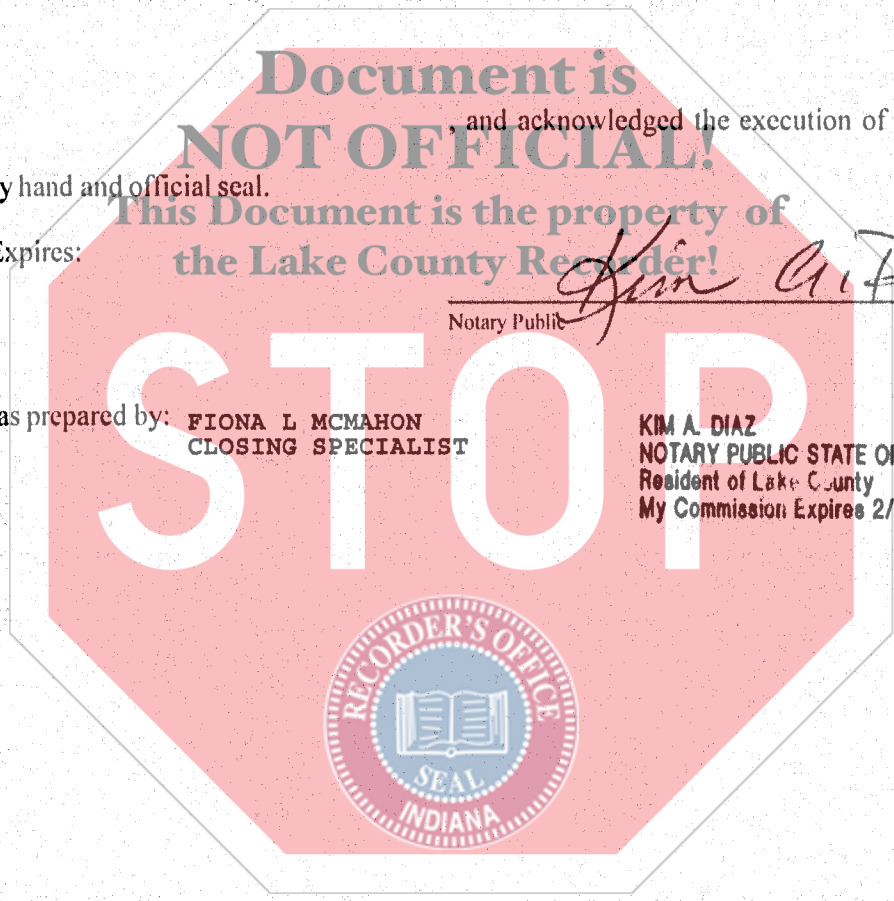 Document is
, and acknowledged the execution of
NOT OFFICIAL!
y hand and official seal.
This Document is the property of
Expires:
the Lake County Recorder!
Kim A.
Notary Public
STOP
as prepared by: FIONA L MCMAHON
CLOSING SPECIALIST
KIM A. DIAZ
NOTARY PUBLIC STATE OF
Resident of Lake County
My Commission Expires 2/
RECORDER'S OFFICE
SEAL
INDIANA